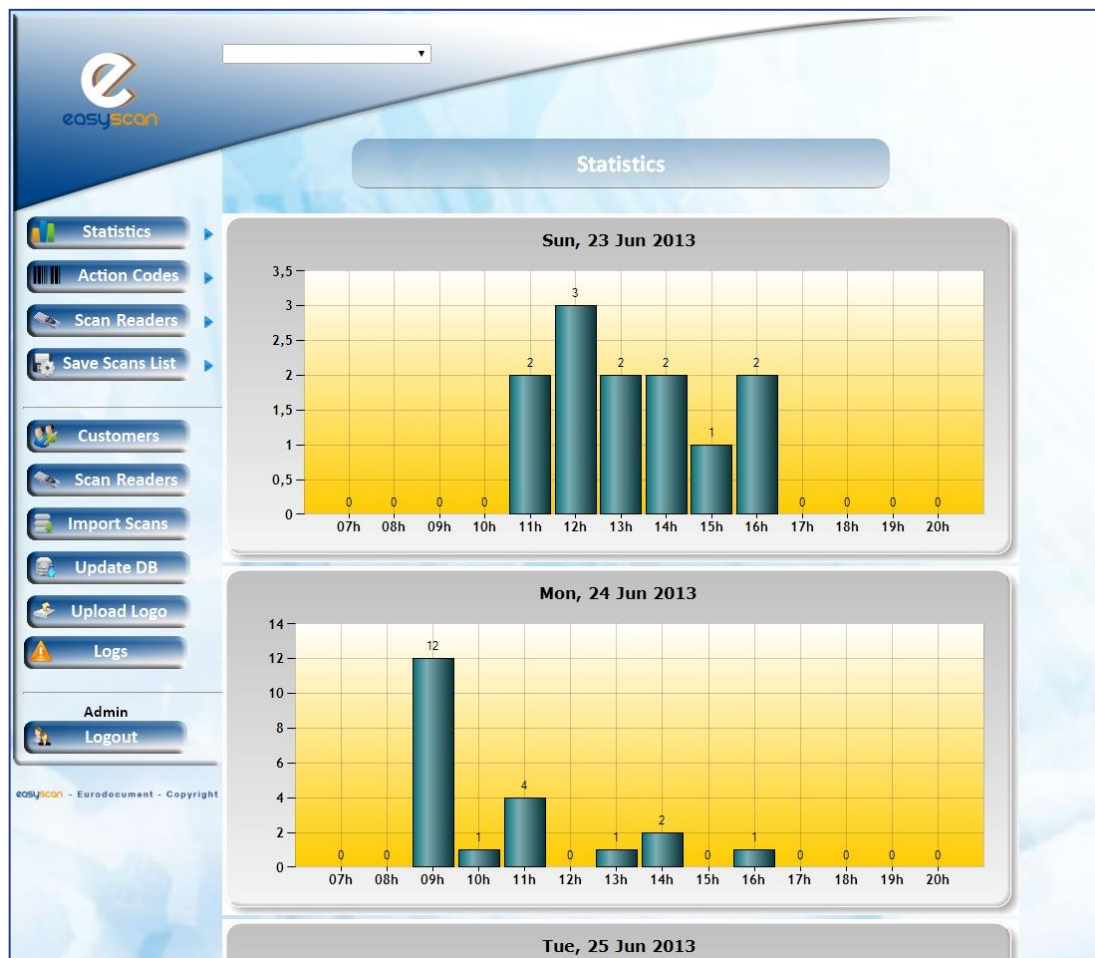 easyscan
Statistics
Statistics
Action Codes
Scan Readers
Save Scans List
Customers
Scan Readers
Import Scans
Update DB
Upload Logo
Logs
Admin
Logout
easyscan - Eurodocument - Copyright
Sun, 23 Jun 2013
3,5
3
2,5
2
1,5
1
0,5
0
0 0 0 0 2 3 2 2 1 2 0 0 0 0
07h 08h 09h 10h 11h 12h 13h 14h 15h 16h 17h 18h 19h 20h
Mon, 24 Jun 2013
14
12
10
8
6
4
2
0
0 0 12 1 4 0 1 2 0 1 0 0 0 0
07h 08h 09h 10h 11h 12h 13h 14h 15h 16h 17h 18h 19h 20h
Tue, 25 Jun 2013